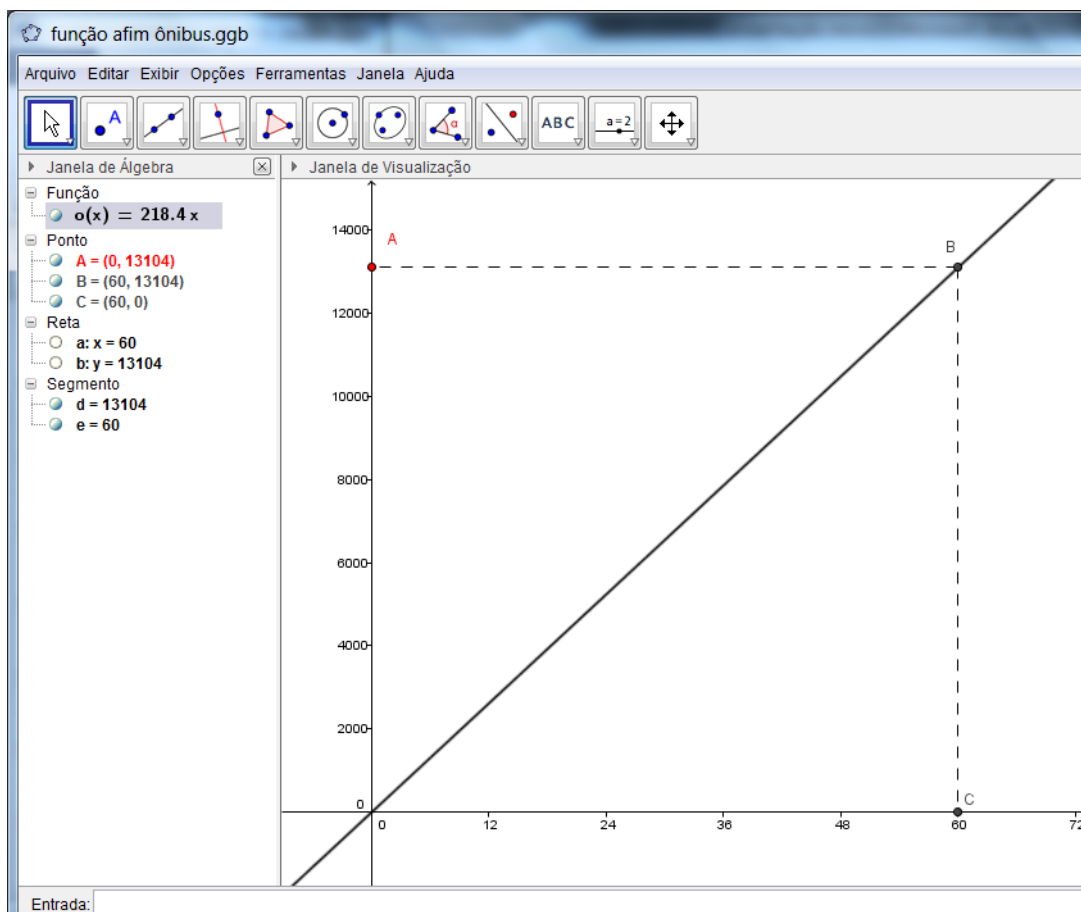 função afim ônibus.ggb
Arquivo Editar Exibir Opções Ferramentas Janela Ajuda
A
α
ABC
a=2
Janela de Álgebra
Janela de Visualização
Função
o(x) = 218.4 x
Ponto
A = (0, 13104)
B = (60, 13104)
C = (60, 0)
Reta
a: x = 60
b: y = 13104
Segmento
d = 13104
e = 60
14000
12000
10000
8000
6000
4000
2000
0
A
B
C
0 12 24 36 48 60 72
Entrada: